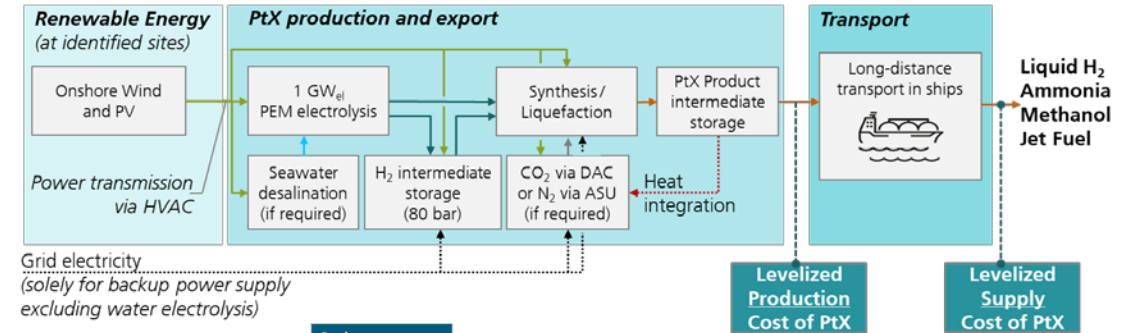 Renewable Energy
(at identified sites)
Onshore Wind
and PV
Power transmission
via HVAC
PtX production and export
1 GWel
PEM electrolysis
Seawater
desalination
(if required)
H2 intermediate
storage
(80 bar)
Synthesis/
Liquefaction
CO2 via DAC
or N2 via ASU
(if required)
PtX Product
intermediate
storage
Heat
integration
Transport
Long-distance
transport in ships
Liquid H2
Ammonia
Methanol
Jet Fuel
Grid electricity
(solely for backup power supply
excluding water electrolysis)
Levelized
Production
Cost of PtX
Levelized
Supply
Cost of PtX